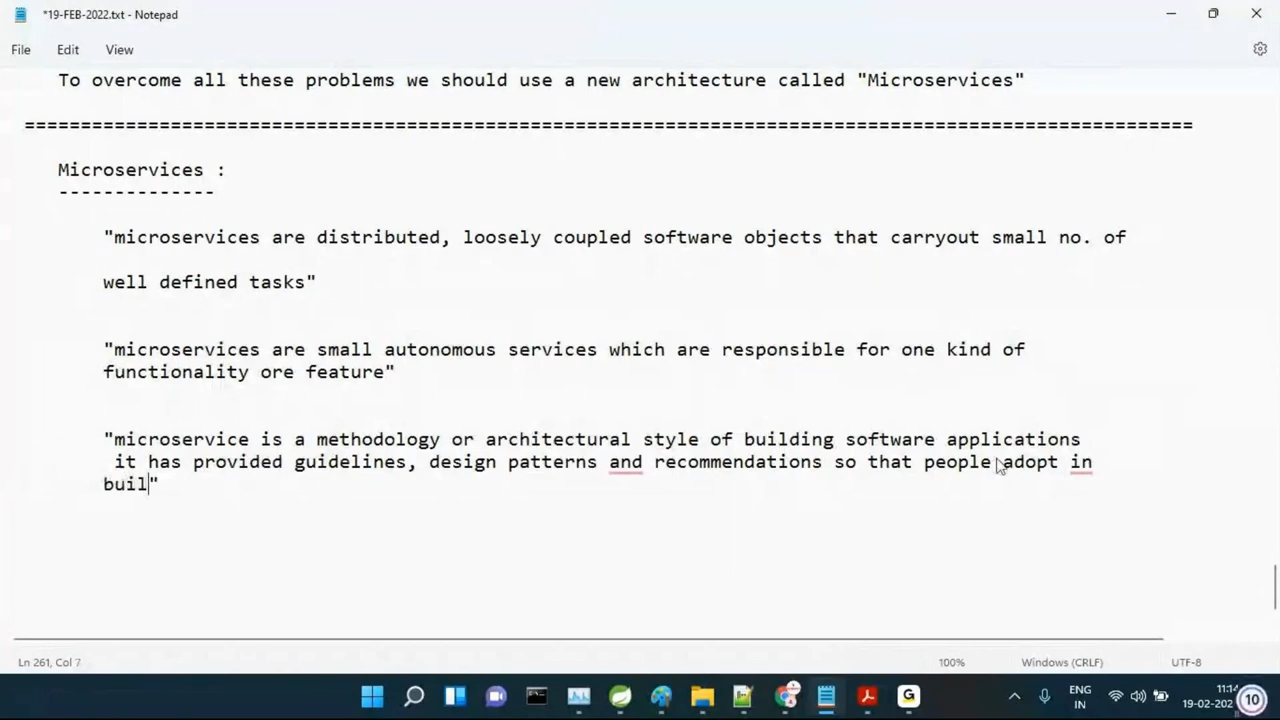 *19-FEB-2022.txt - Notepad
File Edit View
To overcome all these problems we should use a new architecture called "Microservices"
========================================================================================================
Microservices :
--------------
"microservices are distributed, loosely coupled software objects that carryout small no. of
well defined tasks"
"microservices are small autonomous services which are responsible for one kind of
functionality ore feature"
"microservice is a methodology or architectural style of building software applications
it has provided guidelines, design patterns and recommendations so that people adopt in
buil"
Ln 261, Col 7 100% Windows (CRLF) UTF-8
ENG 11:14
IN 19-02-202 10